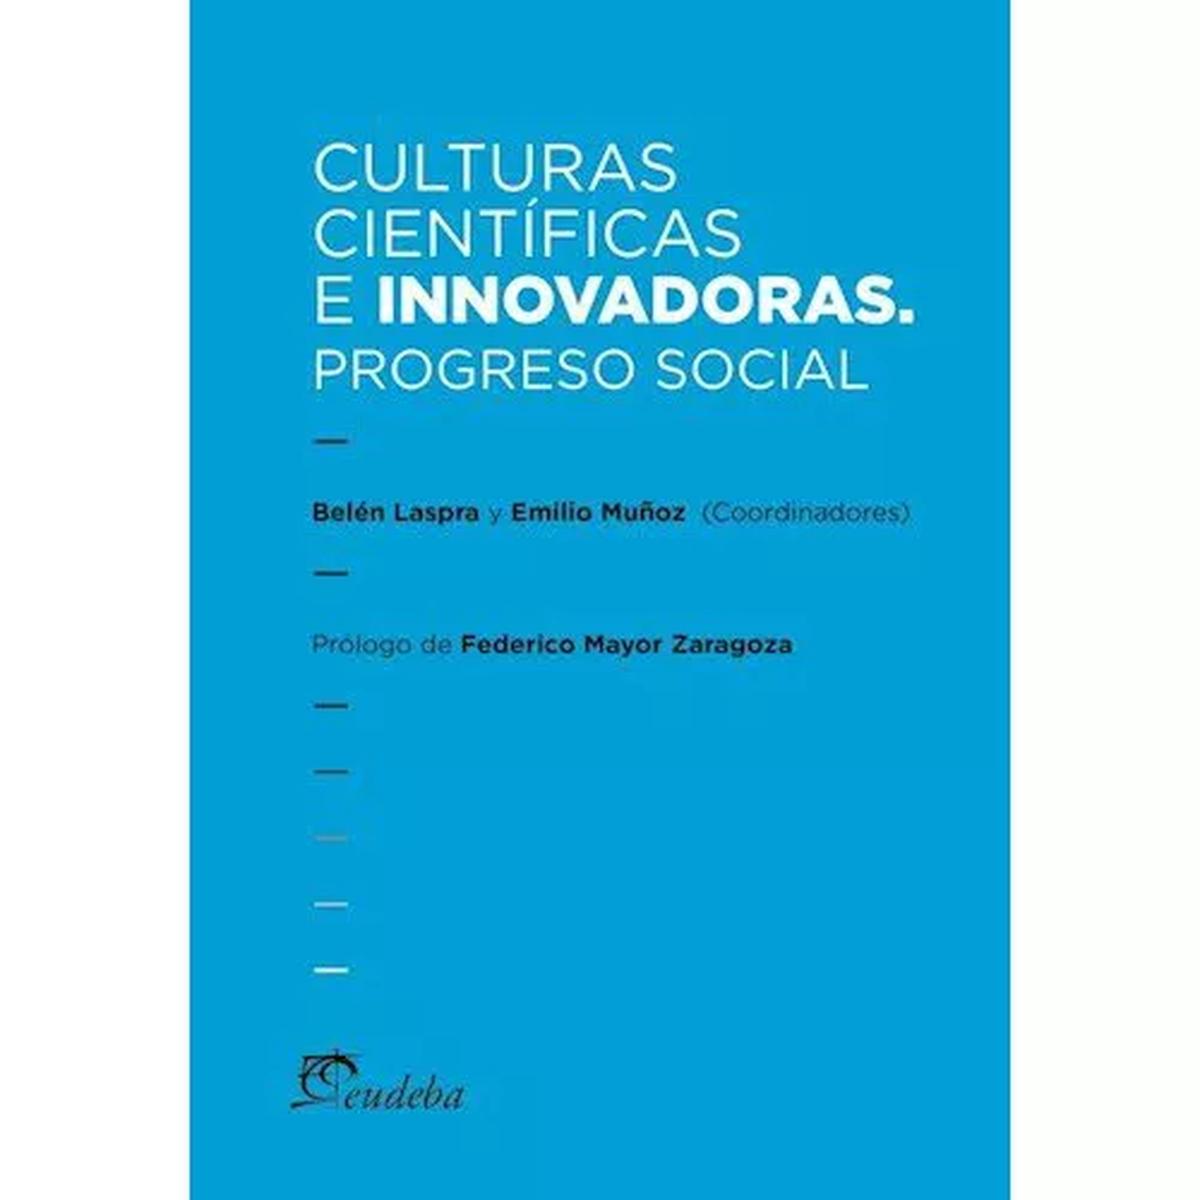 CULTURAS
CIENTÍFICAS
E INNOVADORAS.
PROGRESO SOCIAL
Belén Laspra y Emilio Muñoz (Coordinadores)
Prólogo de Federico Mayor Zaragoza
eudeba